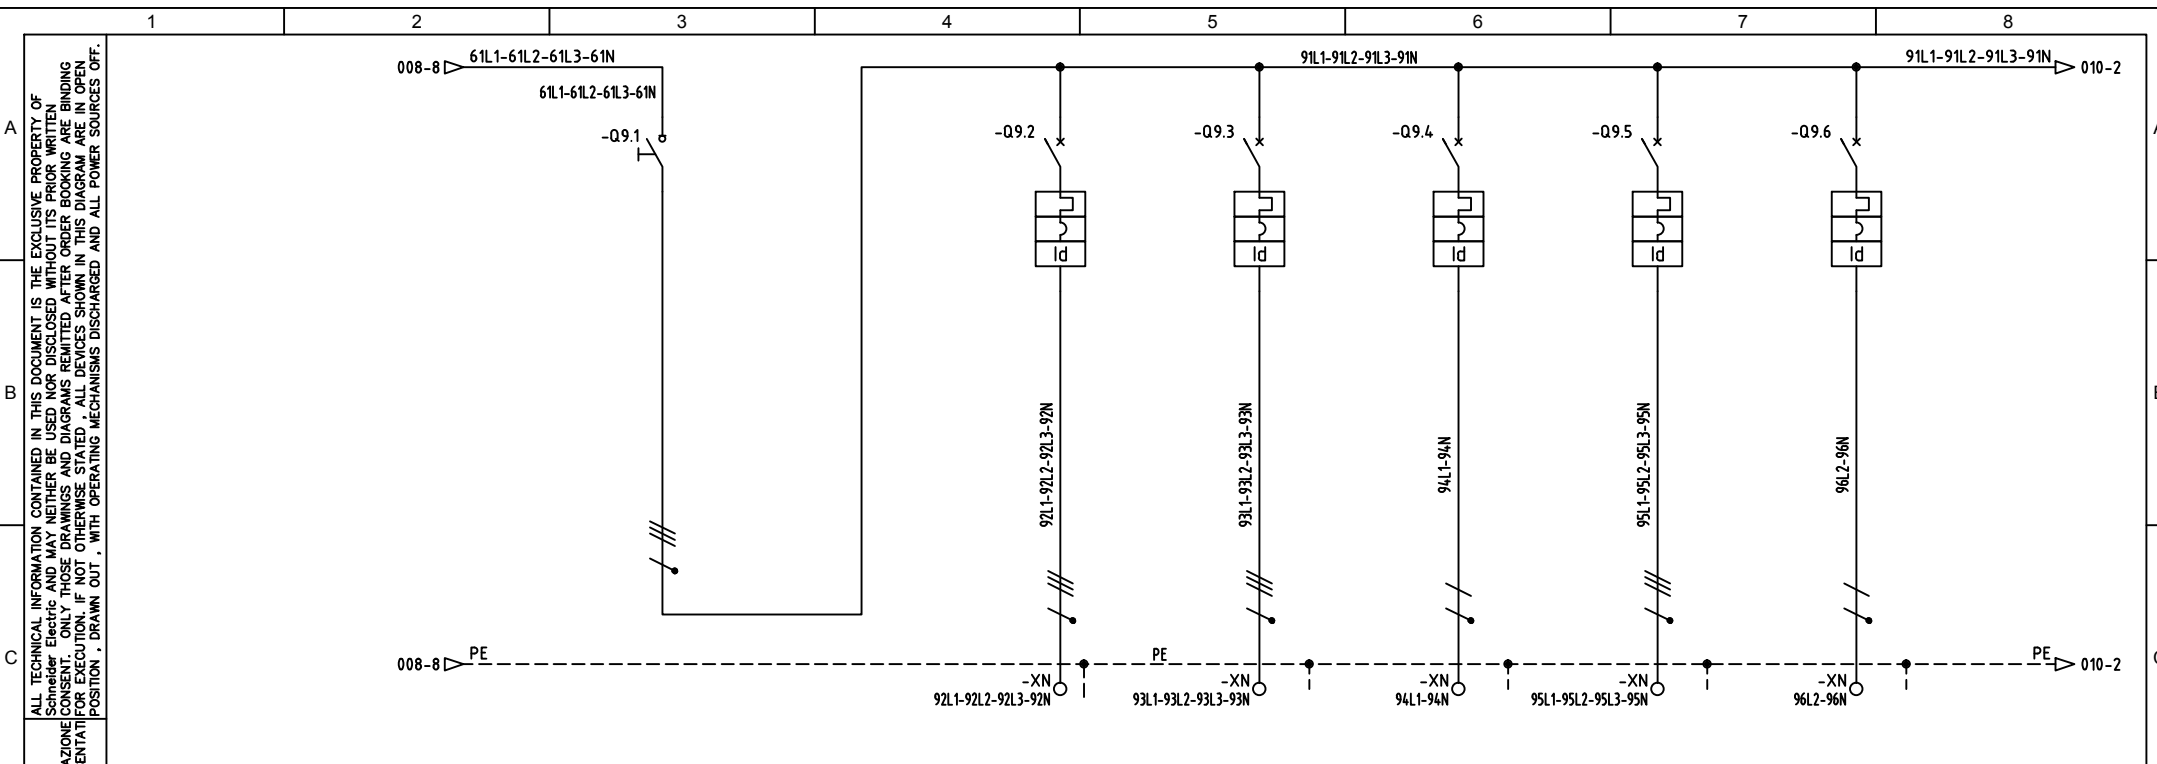 1 2 3 4 5 6 7 8
A
B
C
ALL TECHNICAL INFORMATION CONTAINED IN THIS DOCUMENT IS THE EXCLUSIVE PROPERTY OF
Schneider Electric AND MAY NEITHER BE USED NOR DISCLOSED WITHOUT ITS PRIOR WRITTEN
CONSENT. ONLY THOSE DRAWINGS AND DIAGRAMS REMITTED AFTER ORDER BOOKING ARE BINDING
FOR EXECUTION. IF NOT OTHERWISE STATED , ALL DEVICES SHOWN IN THIS DIAGRAM ARE IN OPEN
POSITION , DRAWN OUT , WITH OPERATING MECHANISMS DISCHARGED AND ALL POWER SOURCES OFF.
AZIONE
ENTATI
008-8 61L1-61L2-61L3-61N 91L1-91L2-91L3-91N 91L1-91L2-91L3-91N 010-2
61L1-61L2-61L3-61N
-Q9.1 -Q9.2 -Q9.3 -Q9.4 -Q9.5 -Q9.6
Id Id Id Id Id
92L1-92L2-92L3-92N
93L1-93L2-93L3-93N
94L1-94N
95L1-95L2-95L3-95N
96L2-96N
008-8 PE PE PE 010-2
-XN -XN -XN -XN -XN
92L1-92L2-92L3-92N 93L1-93L2-93L3-93N 94L1-94N 95L1-95L2-95L3-95N 96L2-96N